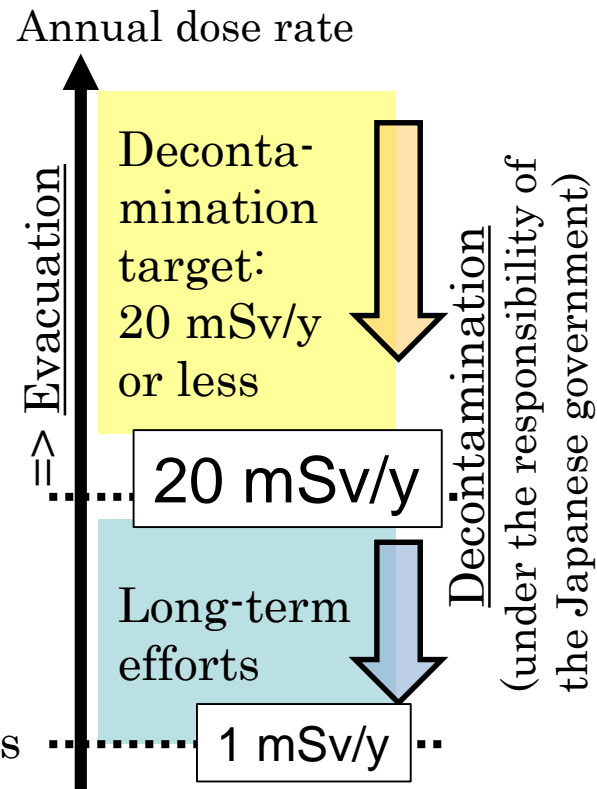 Annual dose rate
Deconta-
mination
target:
20 mSv/y
or less
=> Evacuation
20 mSv/y
Long-term
efforts
1 mSv/y
s
Decontamination
(under the responsibility of
the Japanese government)